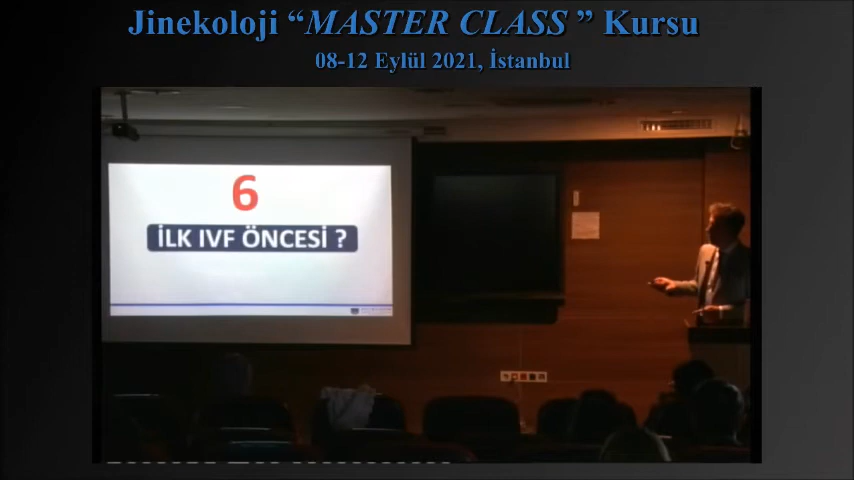 Jinekoloji “MASTER CLASS ” Kursu
08-12 Eylül 2021, İstanbul
6
İLK IVF ÖNCESİ ?